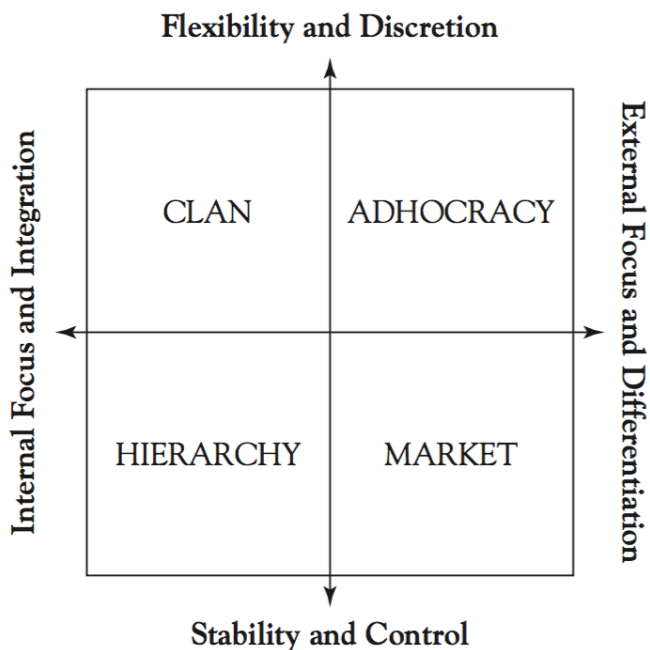 Flexibility and Discretion
Internal Focus and Integration
External Focus and Differentiation
CLAN
ADHOCRACY
HIERARCHY
MARKET
Stability and Control